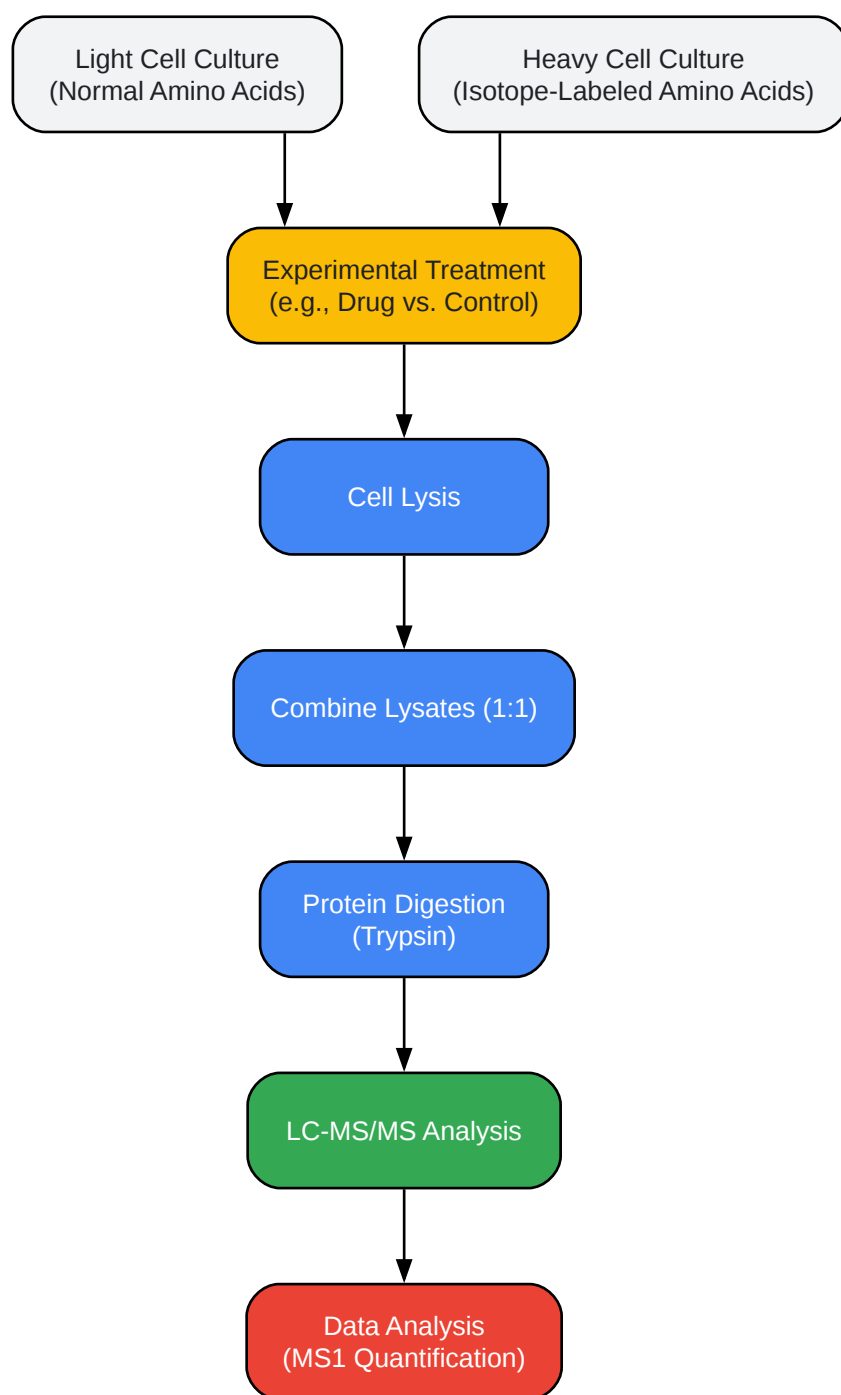 Light Cell Culture
(Normal Amino Acids)
Heavy Cell Culture
(Isotope-Labeled Amino Acids)
Experimental Treatment
(e.g., Drug vs. Control)
Cell Lysis
Combine Lysates (1:1)
Protein Digestion
(Trypsin)
LC-MS/MS Analysis
Data Analysis
(MS1 Quantification)